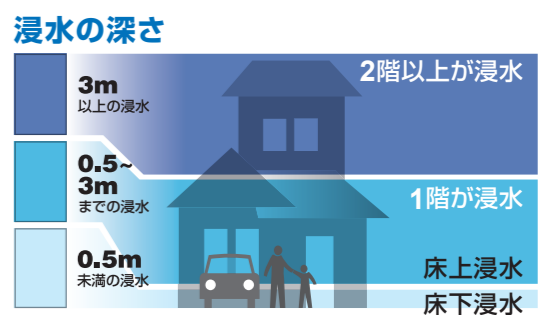 浸水の深さ
3m
以上の浸水
2階以上が浸水
0.5~
3m
までの浸水
1階が浸水
0.5m
未満の浸水
床上浸水
床下浸水